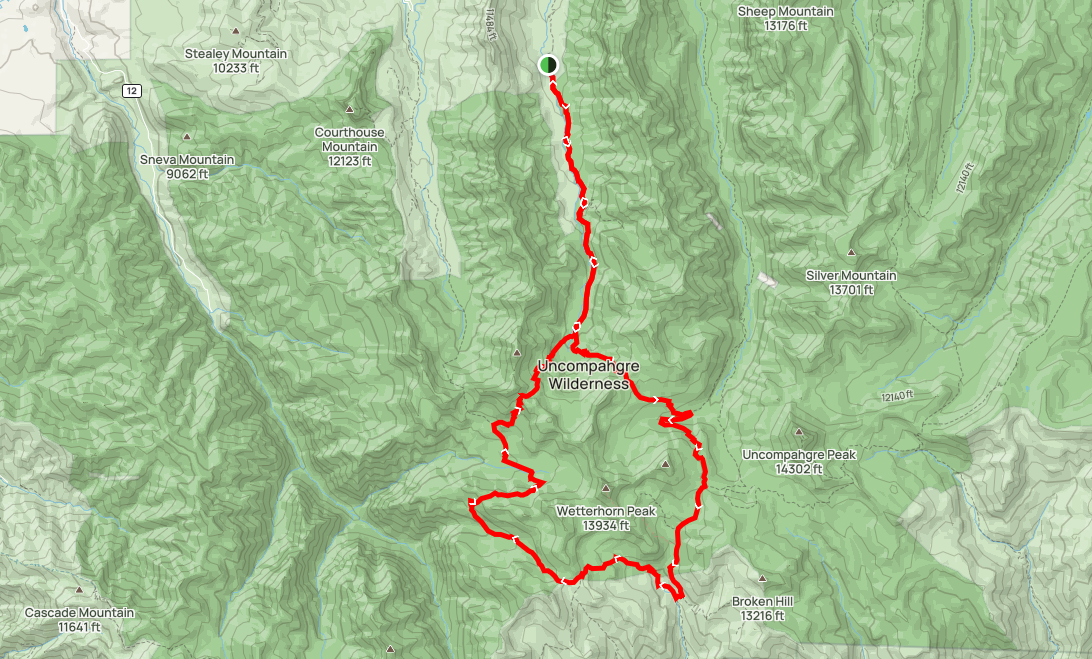 Sheep Mountain
13176 ft
11484 ft
Stealey Mountain
10233 ft
12
Courthouse
Mountain
12123 ft
Sneva Mountain
9062 ft
12140 ft
Silver Mountain
13701 ft
Uncompahgre
Wilderness
12140 ft
Uncompahgre Peak
14302 ft
Wetterhorn Peak
13934 ft
Broken Hill
13216 ft
Cascade Mountain
11641 ft